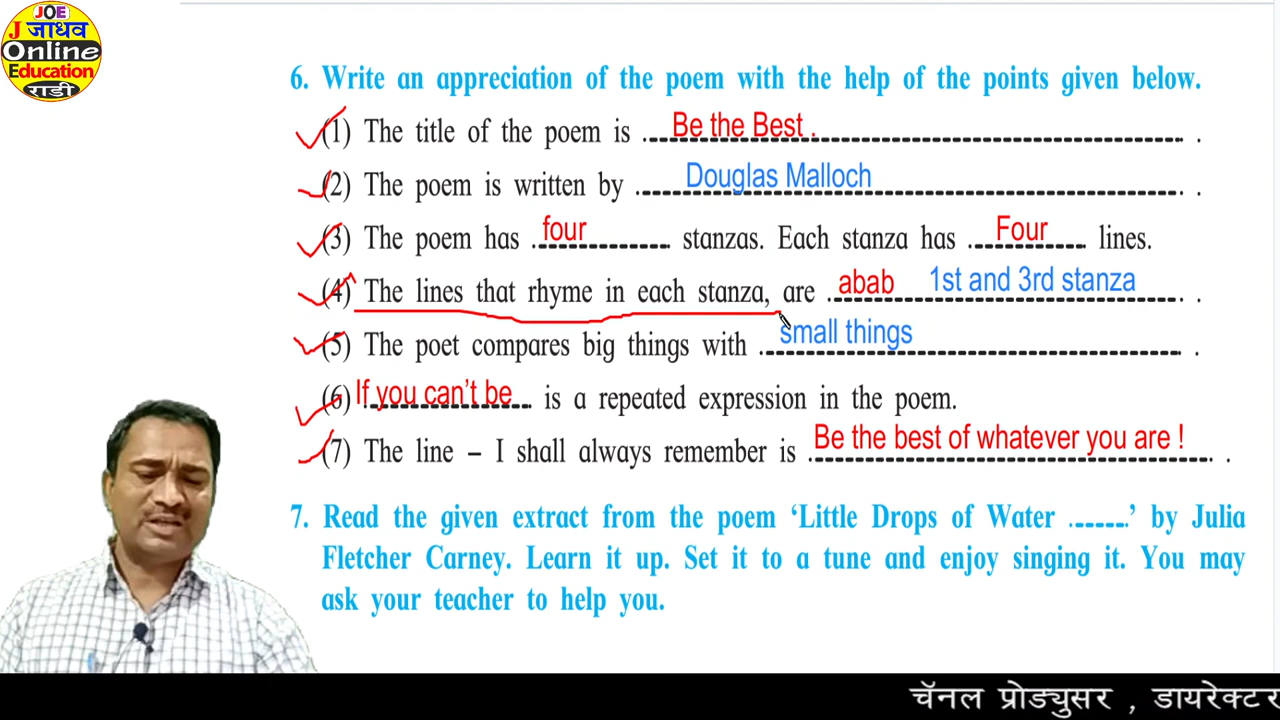 JOE
J जाधव
Online
Education
राडी
6. Write an appreciation of the poem with the help of the points given below.
(1) The title of the poem is Be the Best . .
(2) The poem is written by Douglas Malloch .
(3) The poem has four stanzas. Each stanza has Four lines.
(4) The lines that rhyme in each stanza, are abab 1st and 3rd stanza .
(5) The poet compares big things with small things .
(6) If you can't be is a repeated expression in the poem.
(7) The line – I shall always remember is Be the best of whatever you are ! .
7. Read the given extract from the poem ‘Little Drops of Water ......’ by Julia
Fletcher Carney. Learn it up. Set it to a tune and enjoy singing it. You may
ask your teacher to help you.
चॅनल प्रोड्युसर , डायरेक्टर